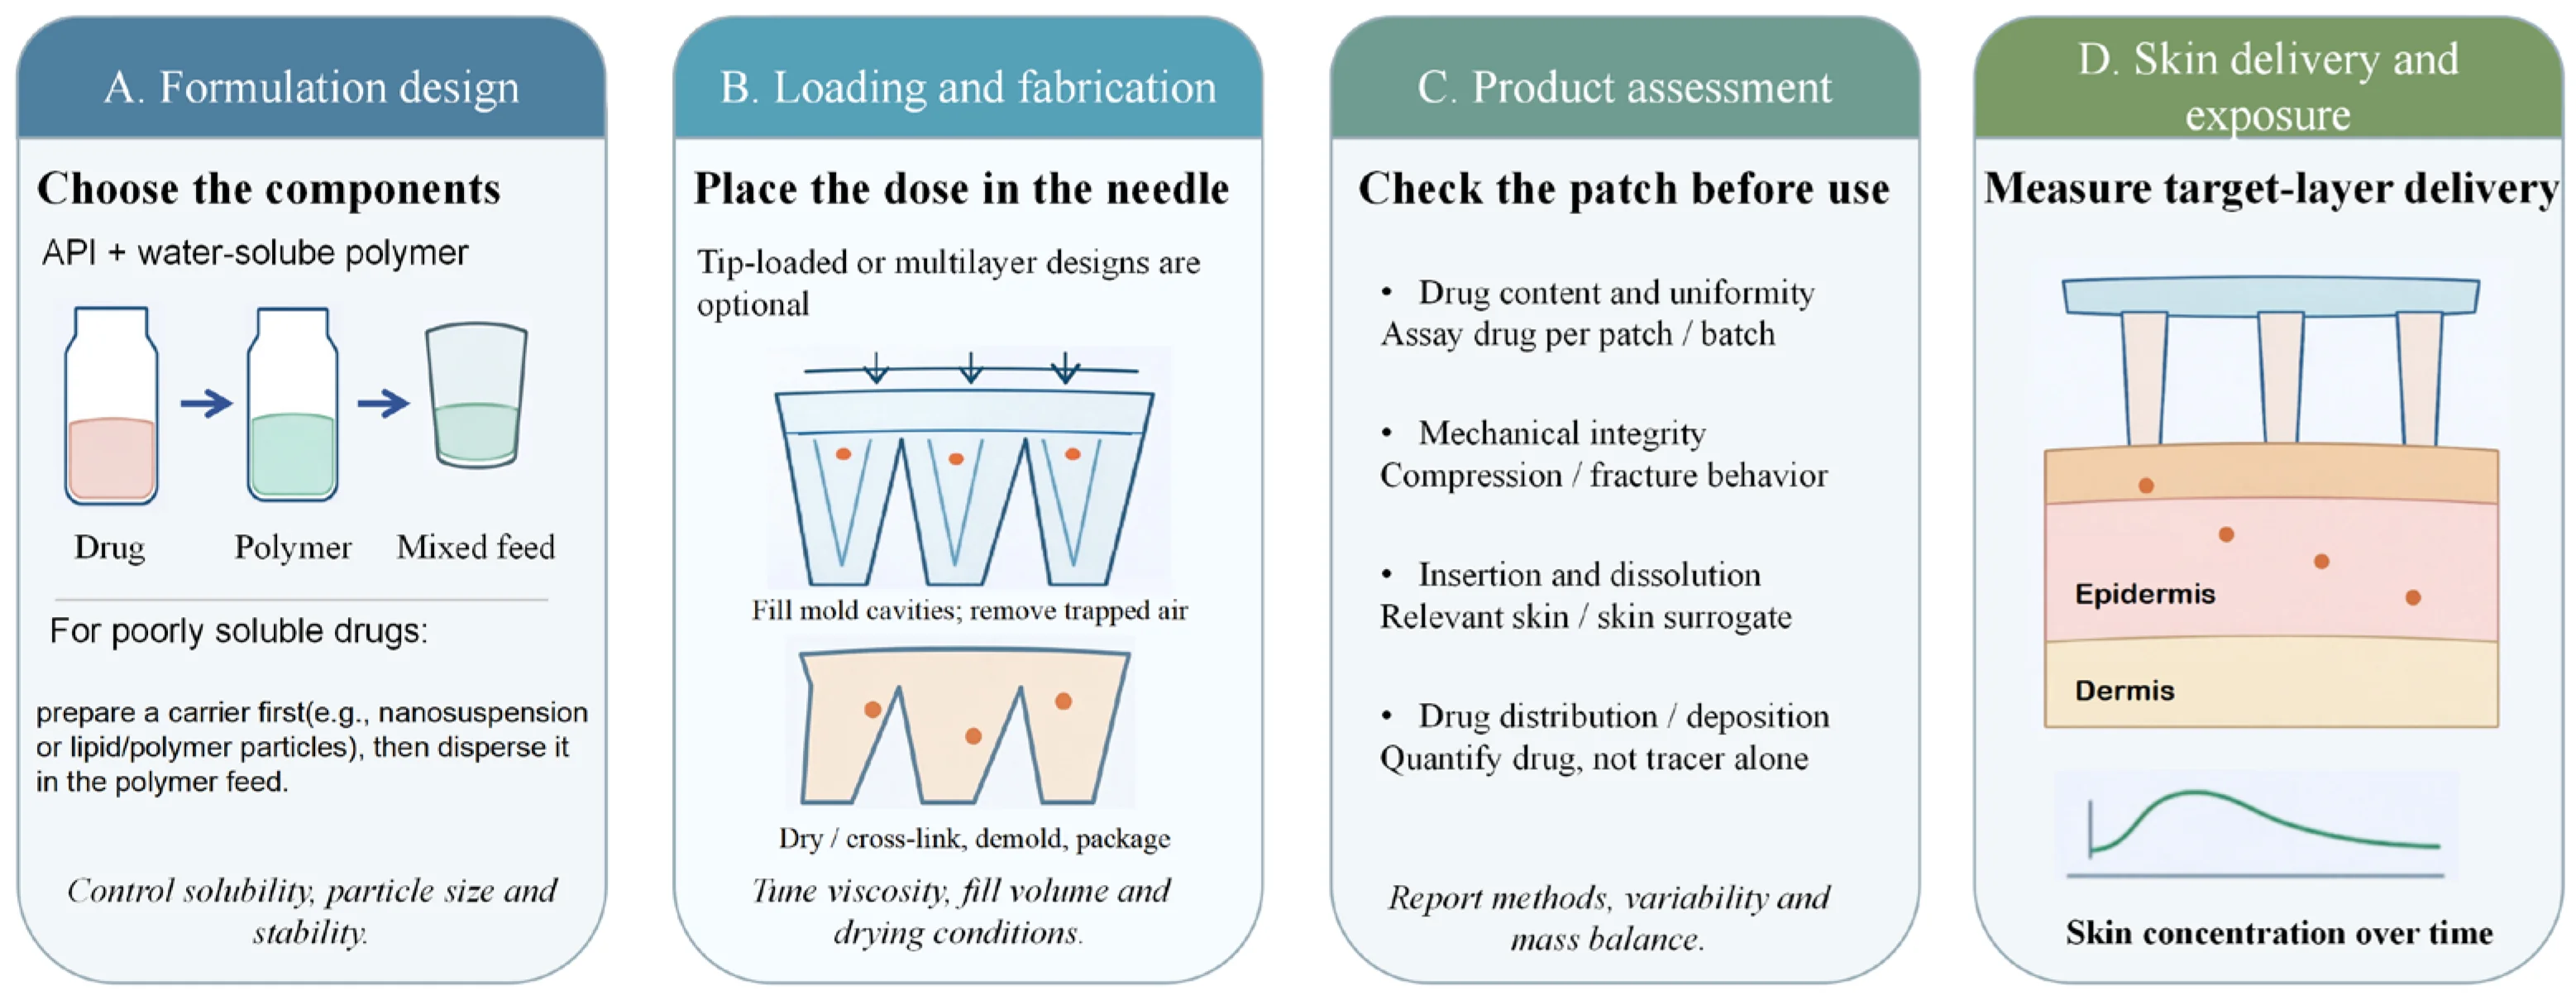 A. Formulation design
Choose the components
API + water-solube polymer
Drug
Polymer
Mixed feed
For poorly soluble drugs:
prepare a carrier first(e.g., nanosuspension
or lipid/polymer particles), then disperse it
in the polymer feed.
Control solubility, particle size and
stability.
B. Loading and fabrication
Place the dose in the needle
Tip-loaded or multilayer designs are
optional
Fill mold cavities; remove trapped air
Dry / cross-link, demold, package
Tune viscosity, fill volume and
drying conditions.
C. Product assessment
Check the patch before use
• Drug content and uniformity
Assay drug per patch / batch
• Mechanical integrity
Compression / fracture behavior
• Insertion and dissolution
Relevant skin / skin surrogate
• Drug distribution / deposition
Quantify drug, not tracer alone
Report methods, variability and
mass balance.
D. Skin delivery and
exposure
Measure target-layer delivery
Epidermis
Dermis
Skin concentration over time